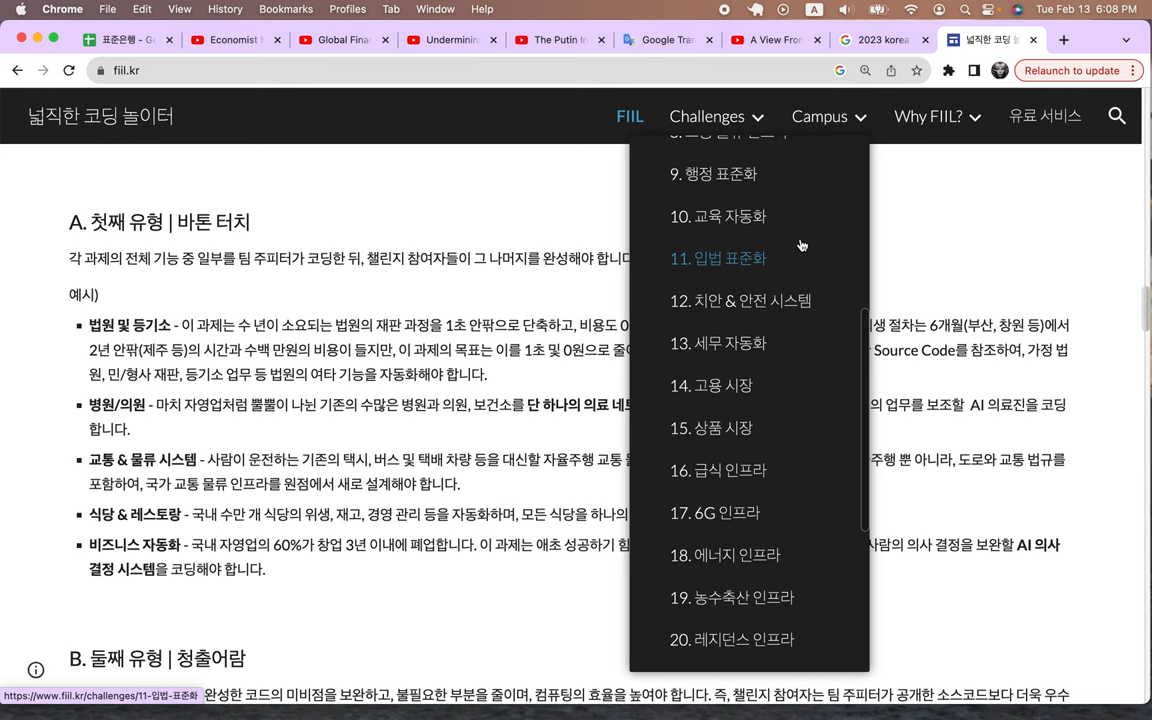 Chrome File Edit View History Bookmarks Profiles Tab Window Help A Tue Feb 13 6:08 PM
표준은행 - G Economist Global Fina Underminin The Putin In Google Tran A View From 2023 korea 넓직한 코딩 놀
fiil.kr Relaunch to update
넓직한 코딩 놀이터 FIIL Challenges Campus Why FIIL? 유료 서비스
9. 행정 표준화
10. 교육 자동화
11. 입법 표준화
12. 치안 & 안전 시스템
13. 세무 자동화
14. 고용 시장
15. 상품 시장
16. 급식 인프라
17. 6G 인프라
18. 에너지 인프라
19. 농수축산 인프라
20. 레지던스 인프라
A. 첫째 유형 | 바톤 터치
각 과제의 전체 기능 중 일부를 팀 주피터가 코딩한 뒤, 챌린지 참여자들이 그 나머지를 완성해야 합니
예시)
법원 및 등기소 - 이 과제는 수 년이 소요되는 법원의 재판 과정을 1초 안팎으로 단축하고, 비용도 생 절차는 6개월(부산, 창원 등)에서
2년 안팎(제주 등)의 시간과 수백 만원의 비용이 들지만, 이 과제의 목표는 이를 1초 및 0원으로 줄 Source Code를 참조하여, 가정 법
원, 민/형사 재판, 등기소 업무 등 법원의 여타 기능을 자동화해야 합니다.
병원/의원 - 마치 자영업처럼 뿔뿔이 나뉜 기존의 수많은 병원과 의원, 보건소를 단 하나의 의료 네 의 업무를 보조할 AI 의료진을 코딩
합니다.
교통 & 물류 시스템 - 사람이 운전하는 기존의 택시, 버스 및 택배 차량 등을 대신할 자율주행 교통 주행 뿐 아니라, 도로와 교통 법규를
포함하여, 국가 교통 물류 인프라를 원점에서 새로 설계해야 합니다.
식당 & 레스토랑 - 국내 수만 개 식당의 위생, 재고, 경영 관리 등을 자동화하며, 모든 식당을 하나의
비즈니스 자동화 - 국내 자영업의 60%가 창업 3년 이내에 폐업합니다. 이 과제는 애초 성공하기 힘 사람의 의사 결정을 보완할 AI 의사
결정 시스템을 코딩해야 합니다.
B. 둘째 유형 | 청출어람
https://www.fiil.kr/challenges/11-입법-표준화 완성한 코드의 미비점을 보완하고, 불필요한 부분을 줄이며, 컴퓨팅의 효율을 높여야 합니다. 즉, 챌린지 참여자는 팀 주피터가 공개한 소스코드보다 더욱 우수